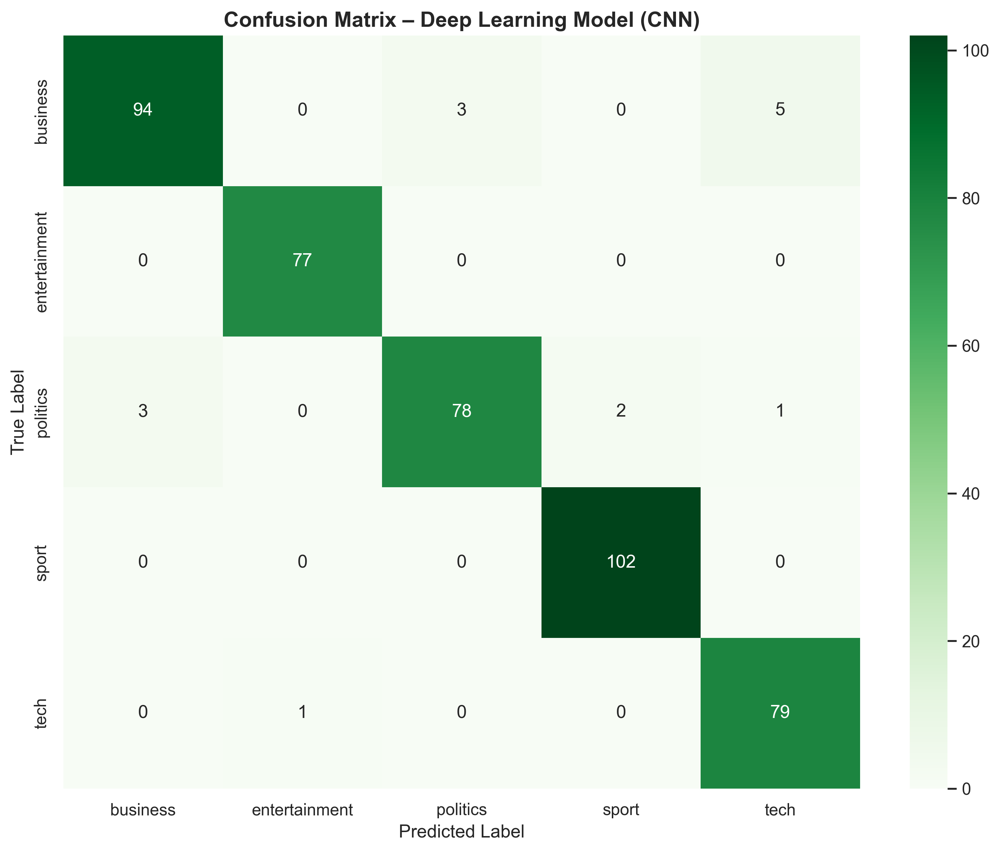 Confusion Matrix – Deep Learning Model (CNN)
True Label
business
94 0 3 0 5
entertainment
0 77 0 0 0
politics
3 0 78 2 1
sport
0 0 0 102 0
tech
0 1 0 0 79
business entertainment politics sport tech
Predicted Label
100
80
60
40
20
0